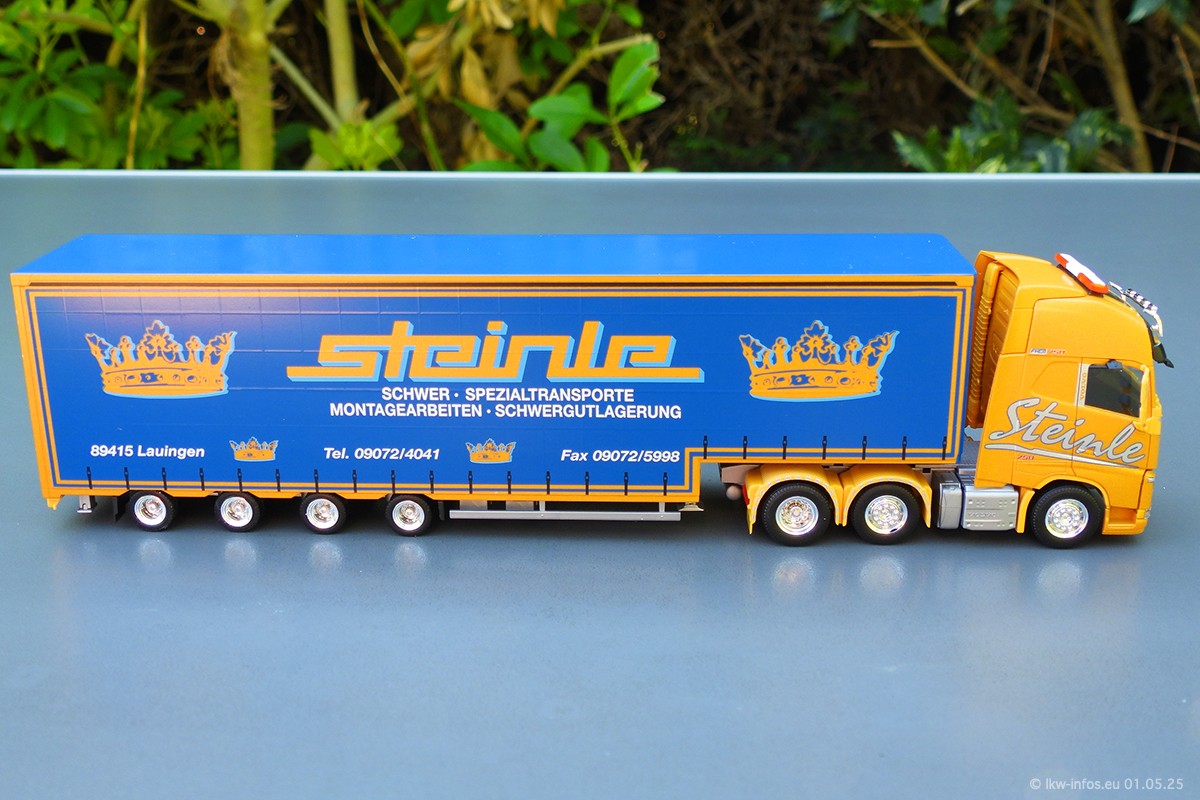 steinle
SCHWER · SPEZIALTRANSPORTE
MONTAGEARBEITEN · SCHWERGUTLAGERUNG
89415 Lauingen
Tel. 09072/4041
Fax 09072/5998
Steinle
750
© lkw-infos.eu 01.05.25